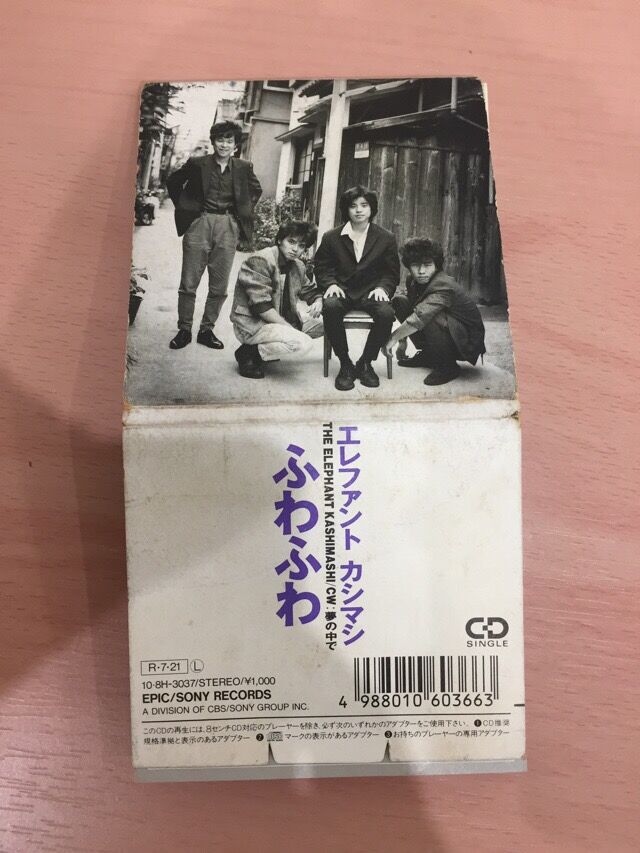 エレファント カシマシ
THE ELEPHANT KASHIMASHI/CW:夢の中で
ふわふわ
CD
SINGLE
R・7・21 Ⓛ
10・8H-3037/STEREO/¥1,000
EPIC/SONY RECORDS
A DIVISION OF CBS/SONY GROUP INC.
4 988010 603663
このCDの再生には、8センチCD対応のプレーヤーを除き、必ず次のいずれかのアダプターをご使用下さい。❶CD推奨
規格準拠と表示のあるアダプター ❷ マークの表示があるアダプター ❸お持ちのプレーヤーの専用アダプター